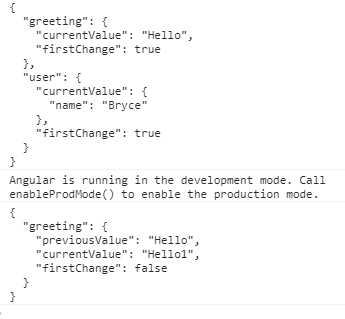 {
  "greeting": {
    "currentValue": "Hello",
    "firstChange": true
  },
  "user": {
    "currentValue": {
      "name": "Bryce"
    },
    "firstChange": true
  }
}
Angular is running in the development mode. Call
enableProdMode() to enable the production mode.
{
  "greeting": {
    "previousValue": "Hello",
    "currentValue": "Hello1",
    "firstChange": false
  }
}